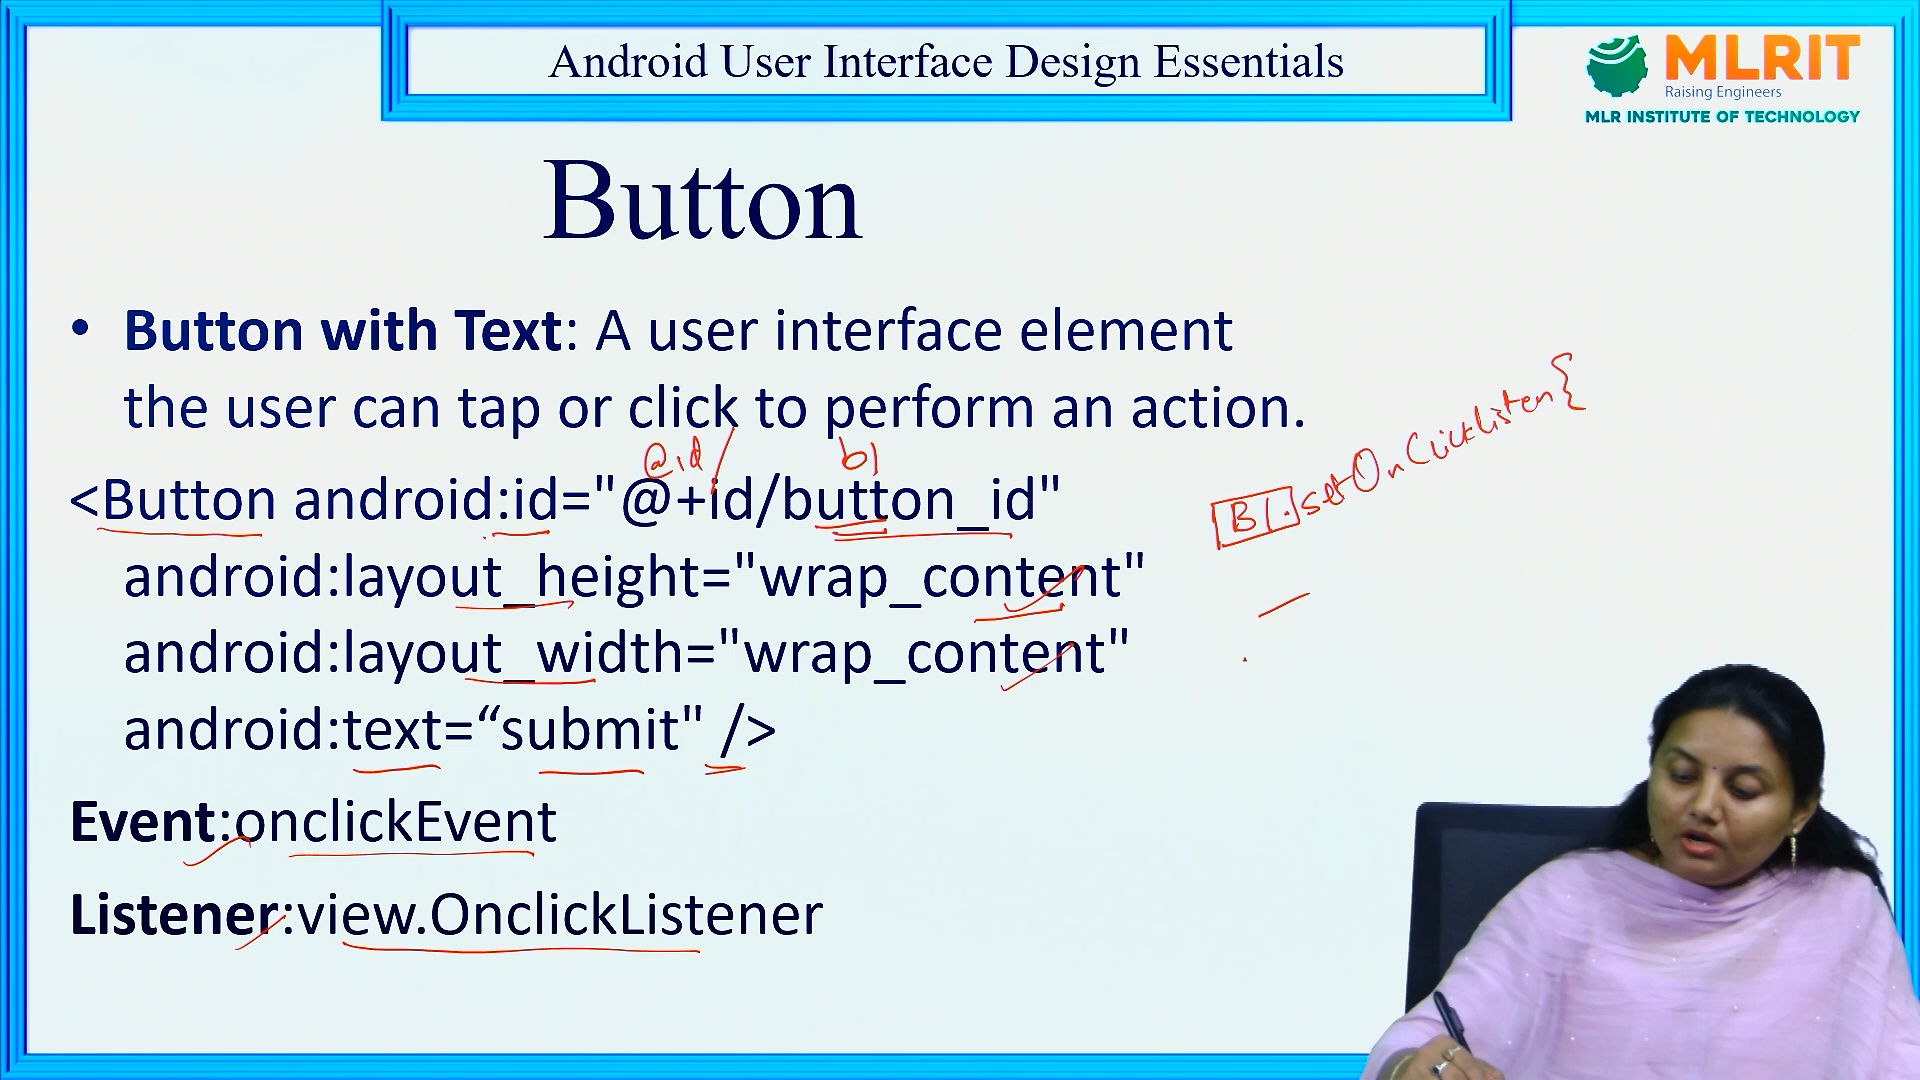 Android User Interface Design Essentials
MLRIT
Raising Engineers
MLR INSTITUTE OF TECHNOLOGY
Button
• Button with Text: A user interface element
the user can tap or click to perform an action.
@id/ b1
<Button android:id="@+id/button_id"
B1.setOnClickListen{
android:layout_height="wrap_content"
android:layout_width="wrap_content"
android:text=“submit" />
Event:onclickEvent
Listener:view.OnclickListener